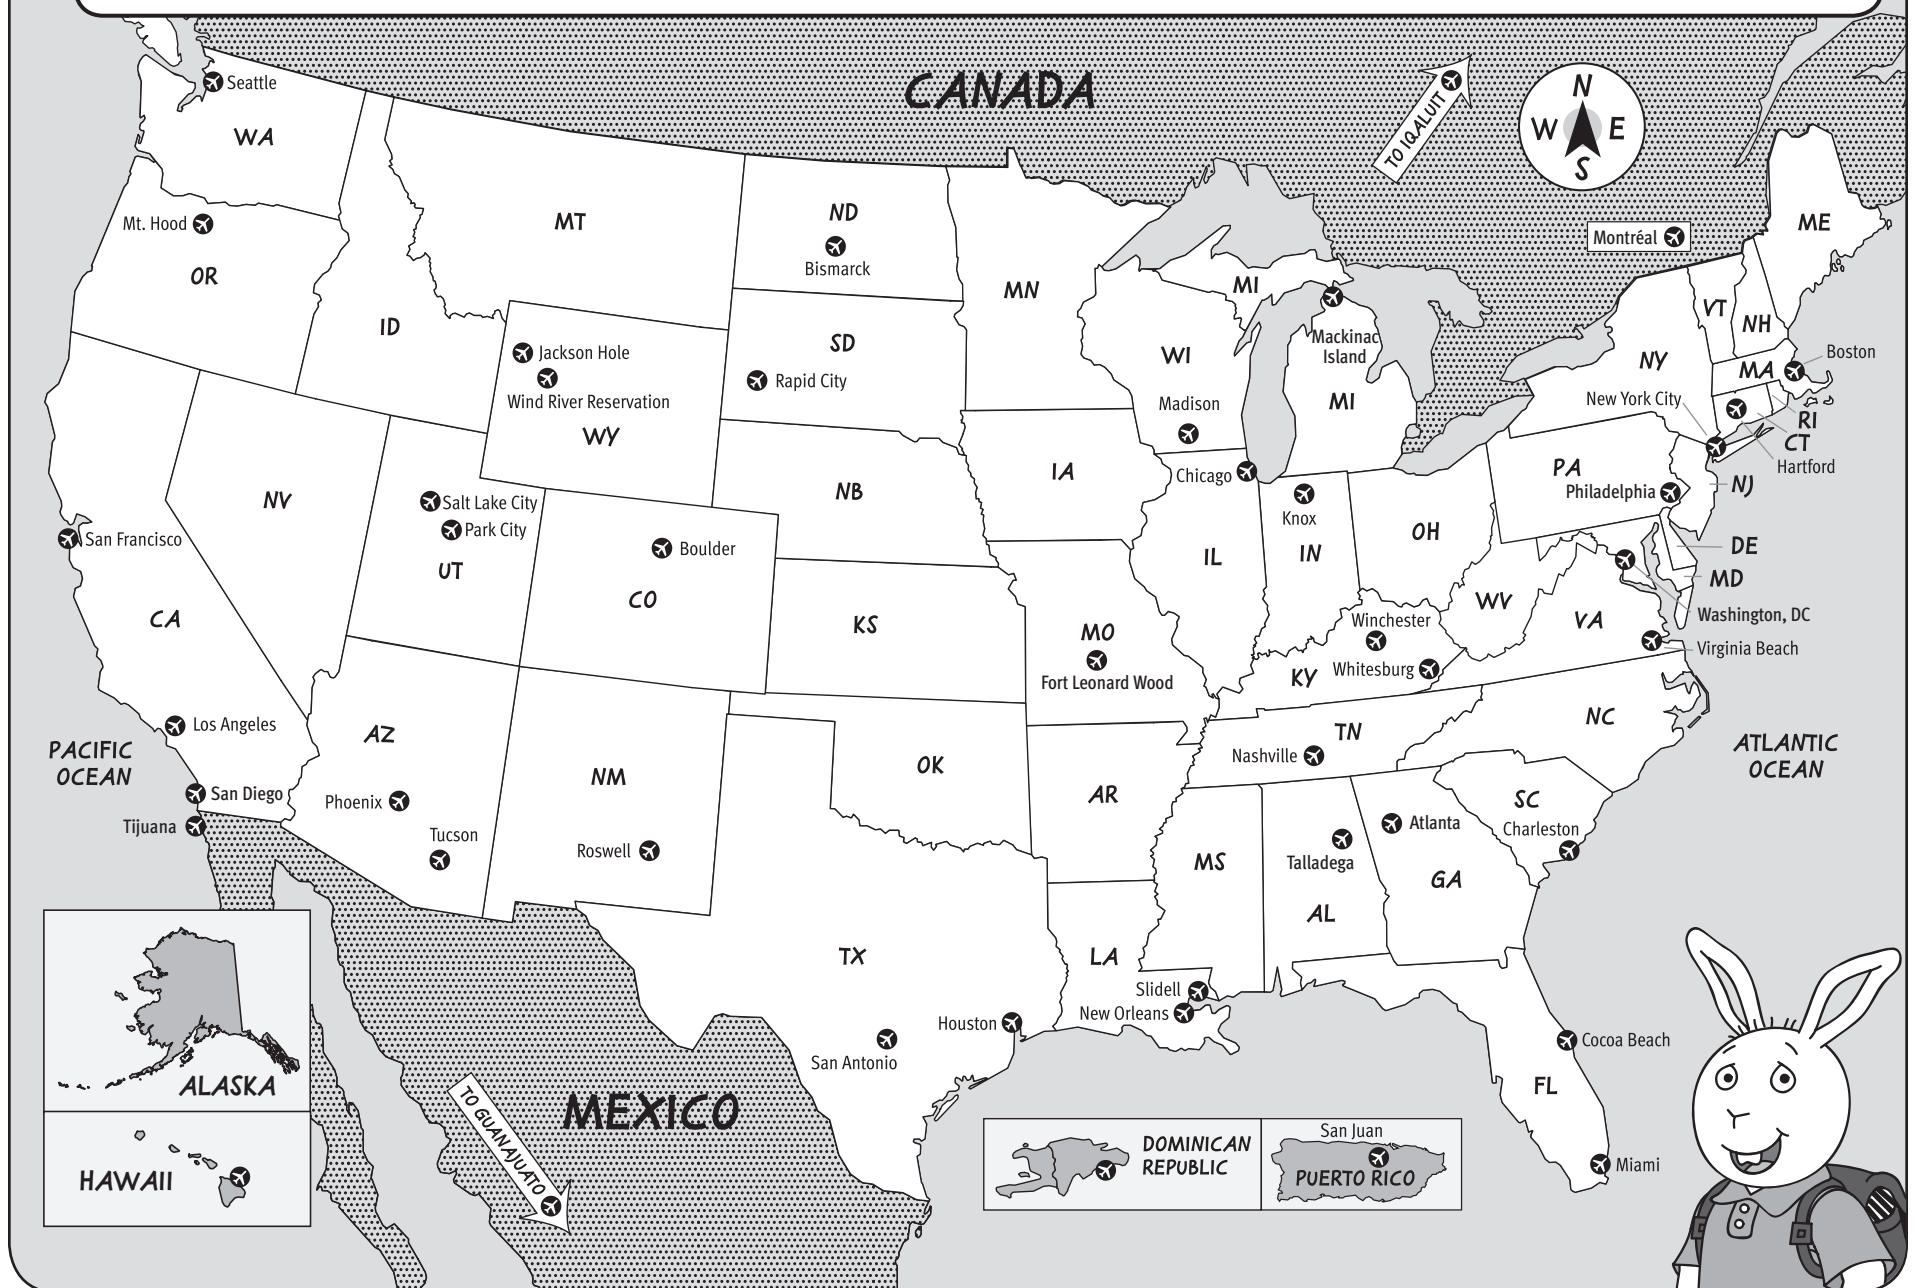 CANADA
TO IQALUIT
N
W
E
S
Seattle
WA
Mt. Hood
OR
MT
ID
ND
Bismarck
MN
SD
Rapid City
Jackson Hole
Wind River Reservation
WY
WI
Madison
MI
Mackinac
Island
MI
Montréal
ME
VT
NH
NY
MA
Boston
New York City
RI
CT
Hartford
NJ
PA
Philadelphia
DE
MD
Washington, DC
Virginia Beach
NV
Salt Lake City
Park City
UT
San Francisco
CA
Boulder
CO
NB
IA
Chicago
IL
Knox
IN
OH
WV
VA
KS
MO
Fort Leonard Wood
Winchester
Whitesburg
KY
Los Angeles
PACIFIC
OCEAN
San Diego
Tijuana
AZ
Phoenix
Tucson
NM
Roswell
OK
AR
TN
Nashville
NC
ATLANTIC
OCEAN
SC
Charleston
Atlanta
GA
Talladega
AL
MS
TX
LA
Slidell
New Orleans
Houston
San Antonio
Cocoa Beach
FL
Miami
ALASKA
HAWAII
MEXICO
TO GUANAJUATO
DOMINICAN
REPUBLIC
San Juan
PUERTO RICO